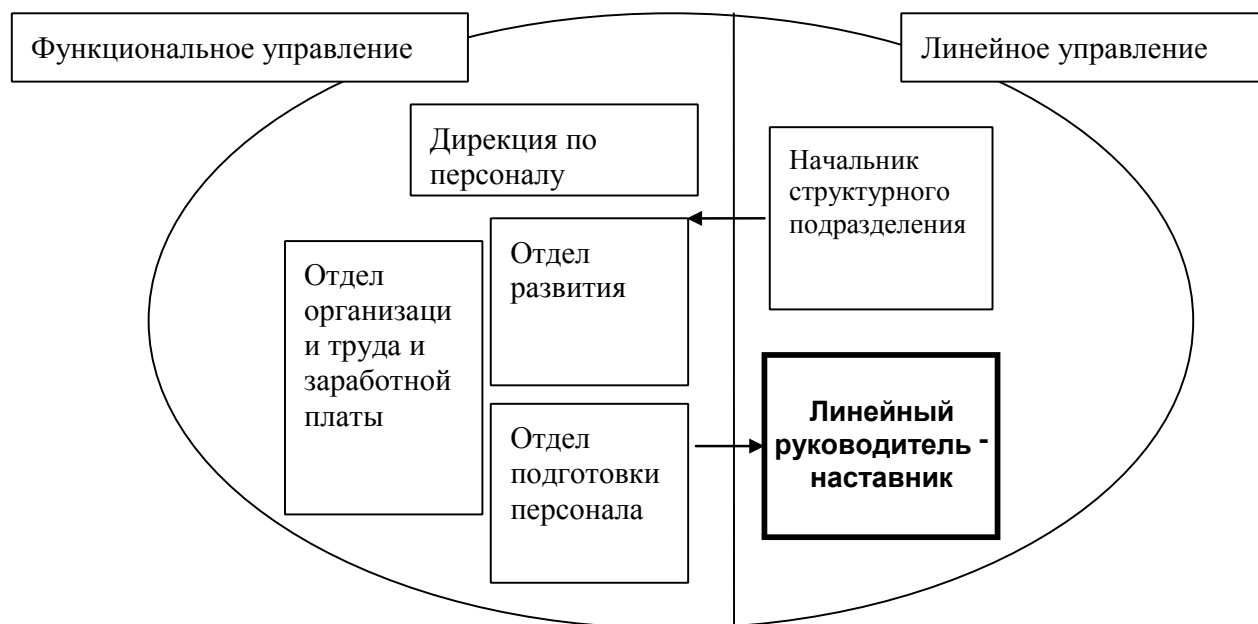 Функциональное управление
Линейное управление
Дирекция по
персоналу
Начальник
структурного
подразделения
Отдел
развития
Отдел
организаци
и труда и
заработной
платы
Линейный
руководитель -
наставник
Отдел
подготовки
персонала